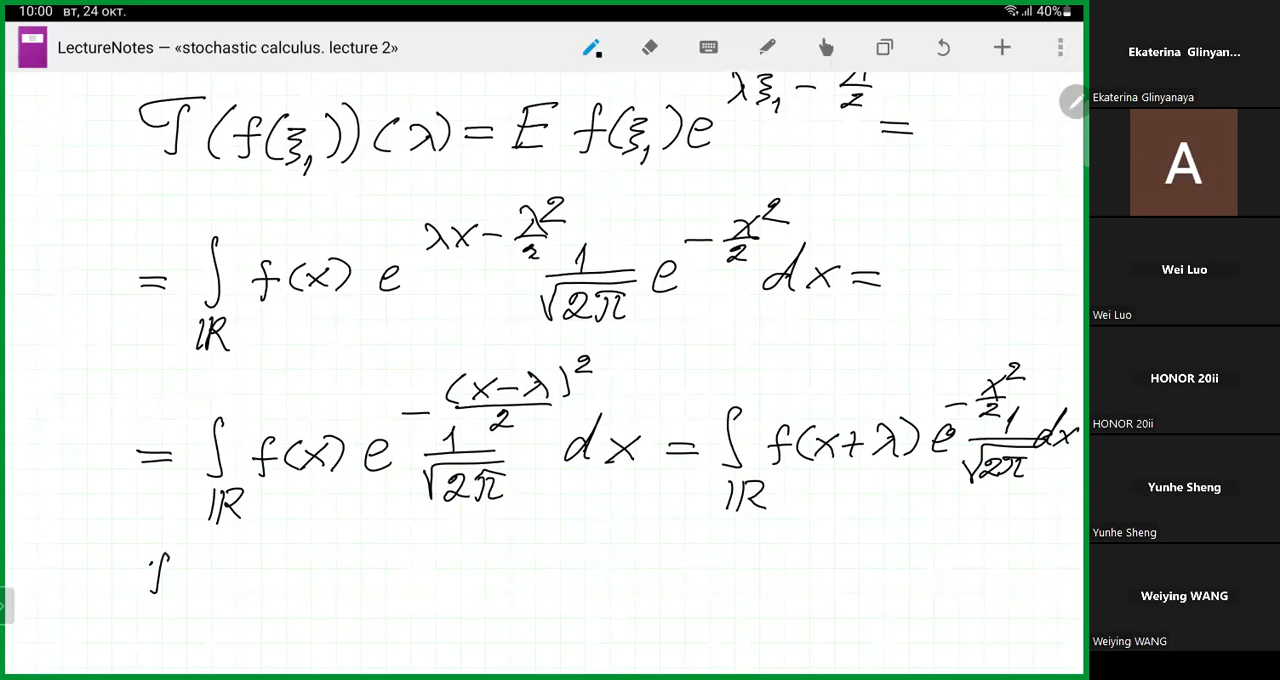 10:00 вт, 24 окт. 40%
LectureNotes — «stochastic calculus. lecture 2»
𝒯(f(ξ₁))(λ) = E f(ξ₁) e^{λξ₁ - λ²/2} =
= ∫_ℝ f(x) e^{λx - λ²/2} 1/√2π e^{-x²/2} dx =
= ∫_ℝ f(x) e^{-(x-λ)²/2} 1/√2π dx = ∫_ℝ f(x+λ) e^{-x²/2} 1/√2π dx
Ekaterina Glinyan...
Ekaterina Glinyanaya
A
Wei Luo
Wei Luo
HONOR 20ii
HONOR 20ii
Yunhe Sheng
Yunhe Sheng
Weiying WANG
Weiying WANG